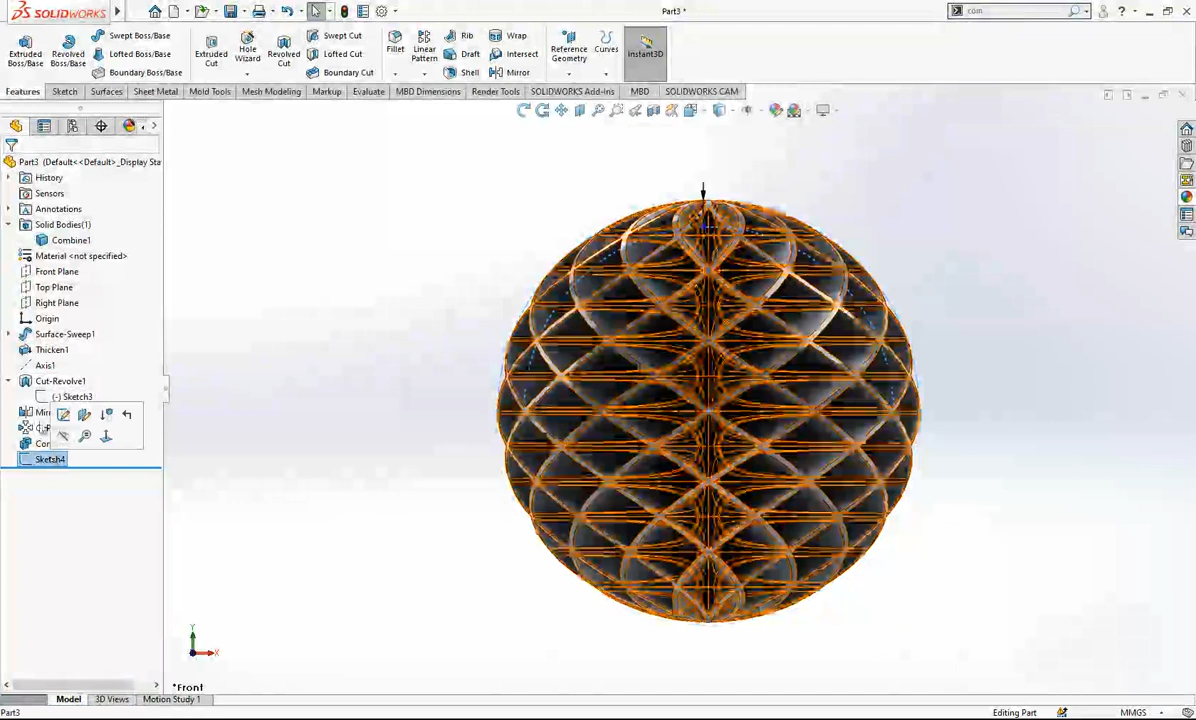 SOLIDWORKS
Part3 *
com
Extruded Boss/Base
Revolved Boss/Base
Swept Boss/Base
Lofted Boss/Base
Boundary Boss/Base
Extruded Cut
Hole Wizard
Revolved Cut
Swept Cut
Lofted Cut
Boundary Cut
Fillet
Linear Pattern
Rib
Draft
Shell
Wrap
Intersect
Mirror
Reference Geometry
Curves
Instant3D
Features
Sketch
Surfaces
Sheet Metal
Mold Tools
Mesh Modeling
Markup
Evaluate
MBD Dimensions
Render Tools
SOLIDWORKS Add-Ins
MBD
SOLIDWORKS CAM
Part3 (Default<<Default>_Display Sta
History
Sensors
Annotations
Solid Bodies(1)
Combine1
Material <not specified>
Front Plane
Top Plane
Right Plane
Origin
Surface-Sweep1
Thicken1
Axis1
Cut-Revolve1
(-) Sketch3
Sketch4
Y
X
*Front
Model
3D Views
Motion Study 1
Part3
Editing Part
MMGS